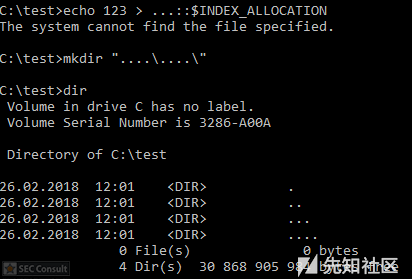 C:\test>echo 123 > ...::$INDEX_ALLOCATION
The system cannot find the file specified.
C:\test>mkdir "....\....\"
C:\test>dir
 Volume in drive C has no label.
 Volume Serial Number is 3286-A00A
 Directory of C:\test
26.02.2018  12:01    <DIR>          .
26.02.2018  12:01    <DIR>          ..
26.02.2018  12:01    <DIR>          ...
26.02.2018  12:01    <DIR>          ....
0 File(s)              0 bytes
4 Dir(s)  30 868 905 bytes free
SEC Consult
先知社区